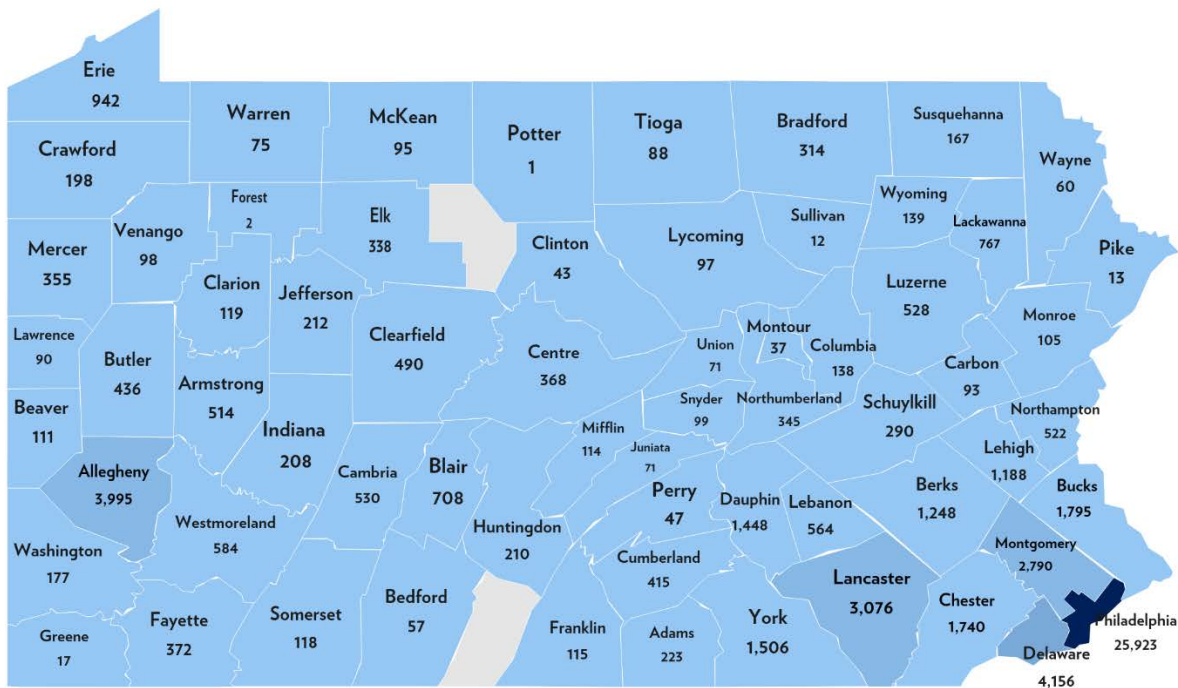 Erie
942
Warren
75
McKean
95
Potter
1
Tioga
88
Bradford
314
Susquehanna
167
Wayne
60
Crawford
198
Forest
2
Elk
338
Wyoming
139
Lackawanna
767
Venango
98
Sullivan
12
Lycoming
97
Clinton
43
Pike
13
Mercer
355
Clarion
119
Jefferson
212
Luzerne
528
Clearfield
490
Centre
368
Monroe
105
Lawrence
90
Butler
436
Union
71
Montour
37
Columbia
138
Carbon
93
Armstrong
514
Beaver
111
Snyder
99
Northumberland
345
Schuylkill
290
Northampton
522
Indiana
208
Mifflin
114
Juniata
71
Lehigh
1,188
Allegheny
3,995
Cambria
530
Blair
708
Perry
47
Dauphin
1,448
Lebanon
564
Berks
1,248
Bucks
1,795
Westmoreland
584
Huntingdon
210
Washington
177
Montgomery
2,790
Cumberland
415
Lancaster
3,076
Bedford
57
Chester
1,740
Somerset
118
Fayette
372
Greene
17
Franklin
115
Adams
223
York
1,506
Philadelphia
25,923
Delaware
4,156